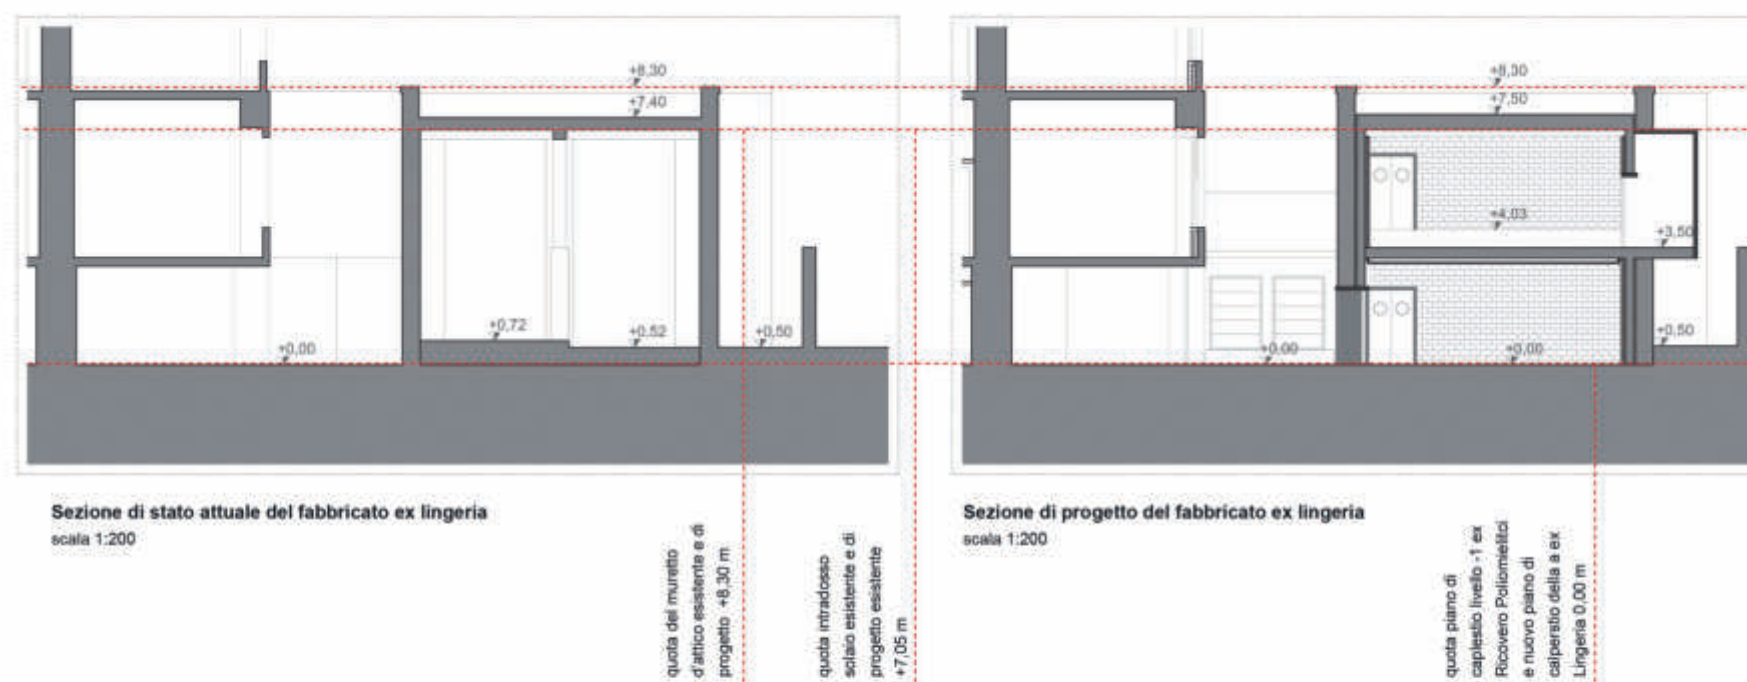 +8,30
+7,40
+0,72
+0,52
+0,50
+0,00
+8,30
+7,50
+4,03
+3,50
+0,50
+0,00
+0,00
Sezione di stato attuale del fabbricato ex lingeria
scala 1:200
quota del muretto
d'attico esistente e di
progetto +8,30 m
quota intradosso
solaio esistente e di
progetto esistente
+7,05 m
Sezione di progetto del fabbricato ex lingeria
scala 1:200
quota piano di
caplestio livello -1 ex
Ricovero Poliomielitci
e nuovo piano di
calperstio della a ex
Lingeria 0,00 m